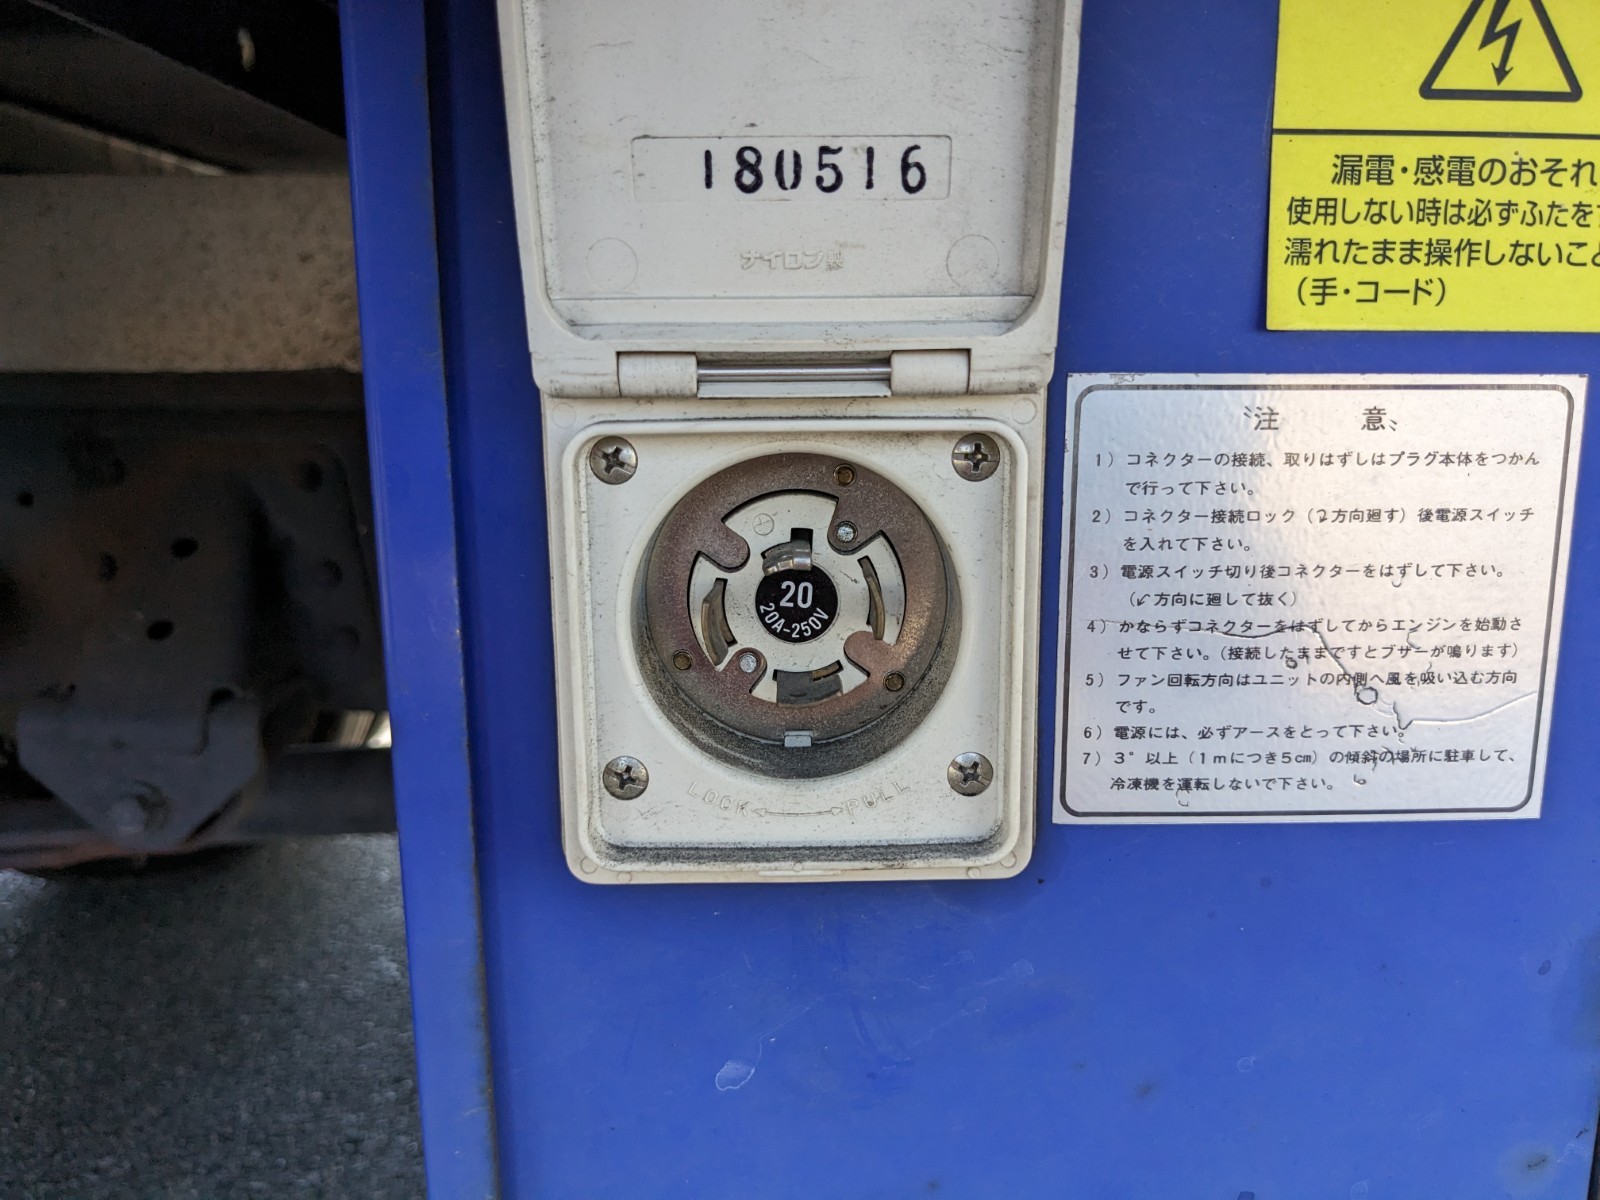 180516
ナイロン製
20
20A-250V
LOCK ←→ PULL
漏電・感電のおそれ
使用しない時は必ずふたを
濡れたまま操作しないこと
(手・コード)
注 意
1) コネクターの接続、取りはずしはプラグ本体をつかん
で行って下さい。
2) コネクター接続ロック(方向廻す)後電源スイッチ
を入れて下さい。
3) 電源スイッチ切り後コネクターをはずして下さい。
(方向に廻して抜く)
4) かならずコネクターをはずしてからエンジンを始動さ
せて下さい。(接続したままですとブザーが鳴ります)
5) ファン回転方向はユニットの内側へ風を吸い込む方向
です。
6) 電源には、必ずアースをとって下さい。
7) 3°以上(1mにつき5cm)の傾斜の場所に駐車して、
冷凍機を運転しないで下さい。